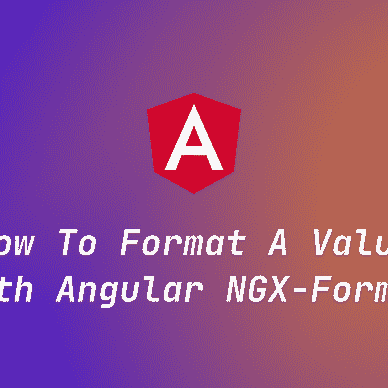 A
ow To Format A Valu
th Angular NGX-Form